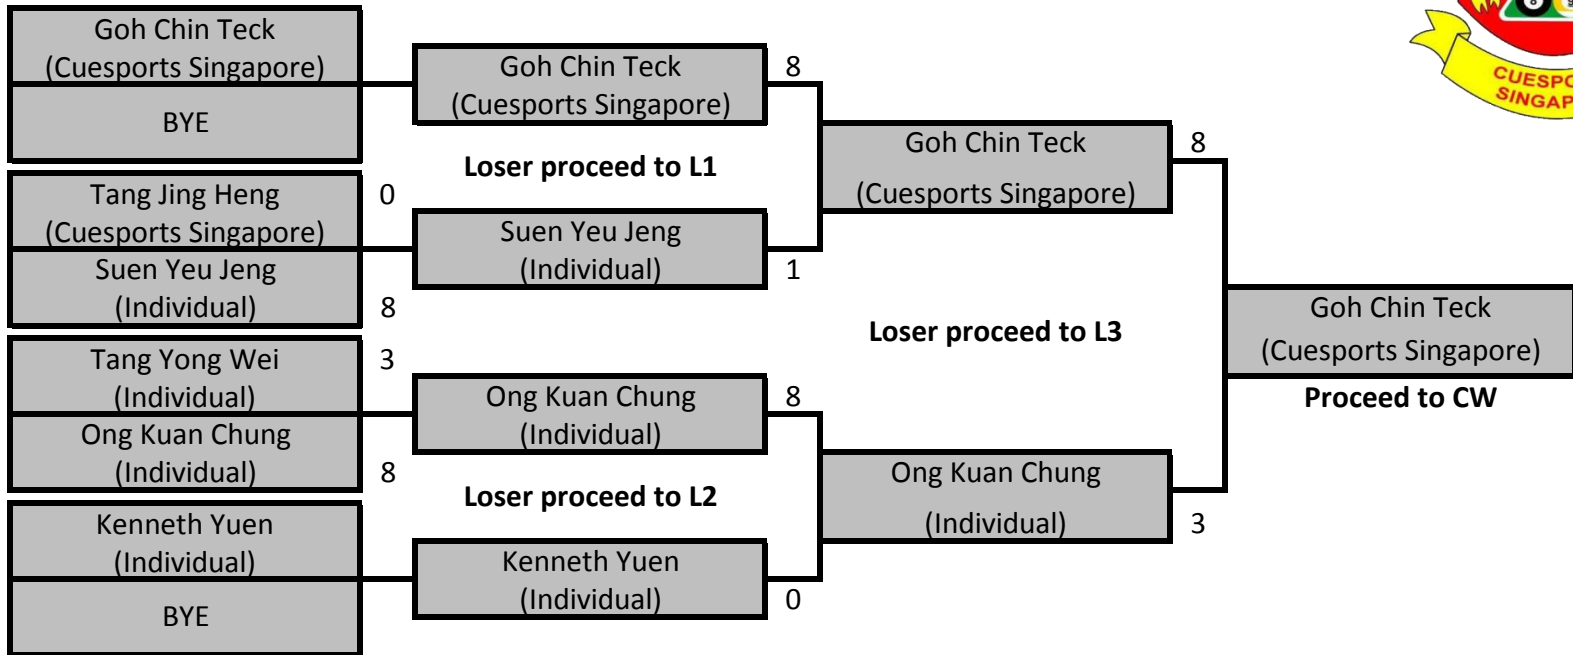 Goh Chin Teck
(Cuesports Singapore)
BYE
Tang Jing Heng
(Cuesports Singapore)
0
Suen Yeu Jeng
(Individual)
8
Tang Yong Wei
(Individual)
3
Ong Kuan Chung
(Individual)
8
Kenneth Yuen
(Individual)
BYE
Goh Chin Teck
(Cuesports Singapore)
8
Loser proceed to L1
Suen Yeu Jeng
(Individual)
1
Ong Kuan Chung
(Individual)
8
Loser proceed to L2
Kenneth Yuen
(Individual)
0
Goh Chin Teck
(Cuesports Singapore)
8
Loser proceed to L3
Ong Kuan Chung
(Individual)
3
Goh Chin Teck
(Cuesports Singapore)
Proceed to CW
8
9
CUESPO
SINGAP